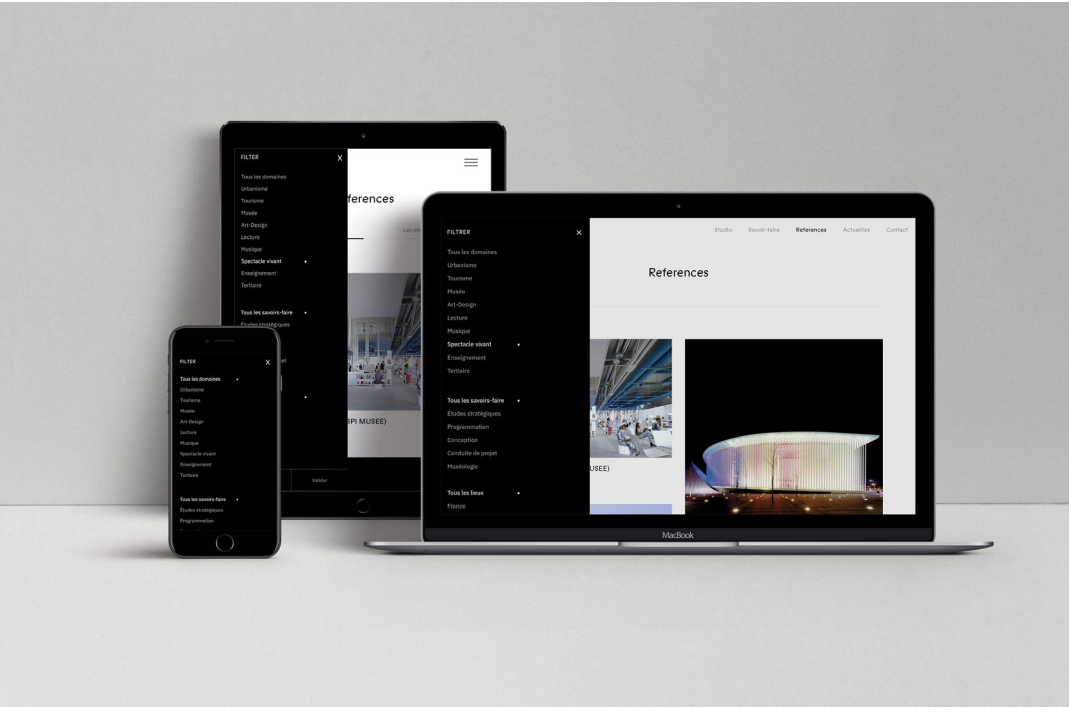 FILTER
X
Tous les domaines
Urbanisme
Tourisme
Musée
Art-Design
Lecture
Musique
Spectacle vivant
Enseignement
Tertiaire
Tous les savoirs-faire
Études stratégiques
ferences
BPI MUSEE)
Valider
FILTRER
Tous les domaines
Urbanisme
Tourisme
Musée
Art-Design
Lecture
Musique
Spectacle vivant
Enseignement
Tertiaire
Tous les savoirs-faire
Études stratégiques
Programmation
Conception
Conduite de projet
Muséologie
Tous les lieux
France
Studio Savoir-faire References Actualites Contact
References
USEE)
MacBook
FILTER
X
Tous les domaines
Urbanisme
Tourisme
Musée
Art-Design
Lecture
Musique
Spectacle vivant
Enseignement
Tertiaire
Tous les savoirs-faire
Études stratégiques
Programmation